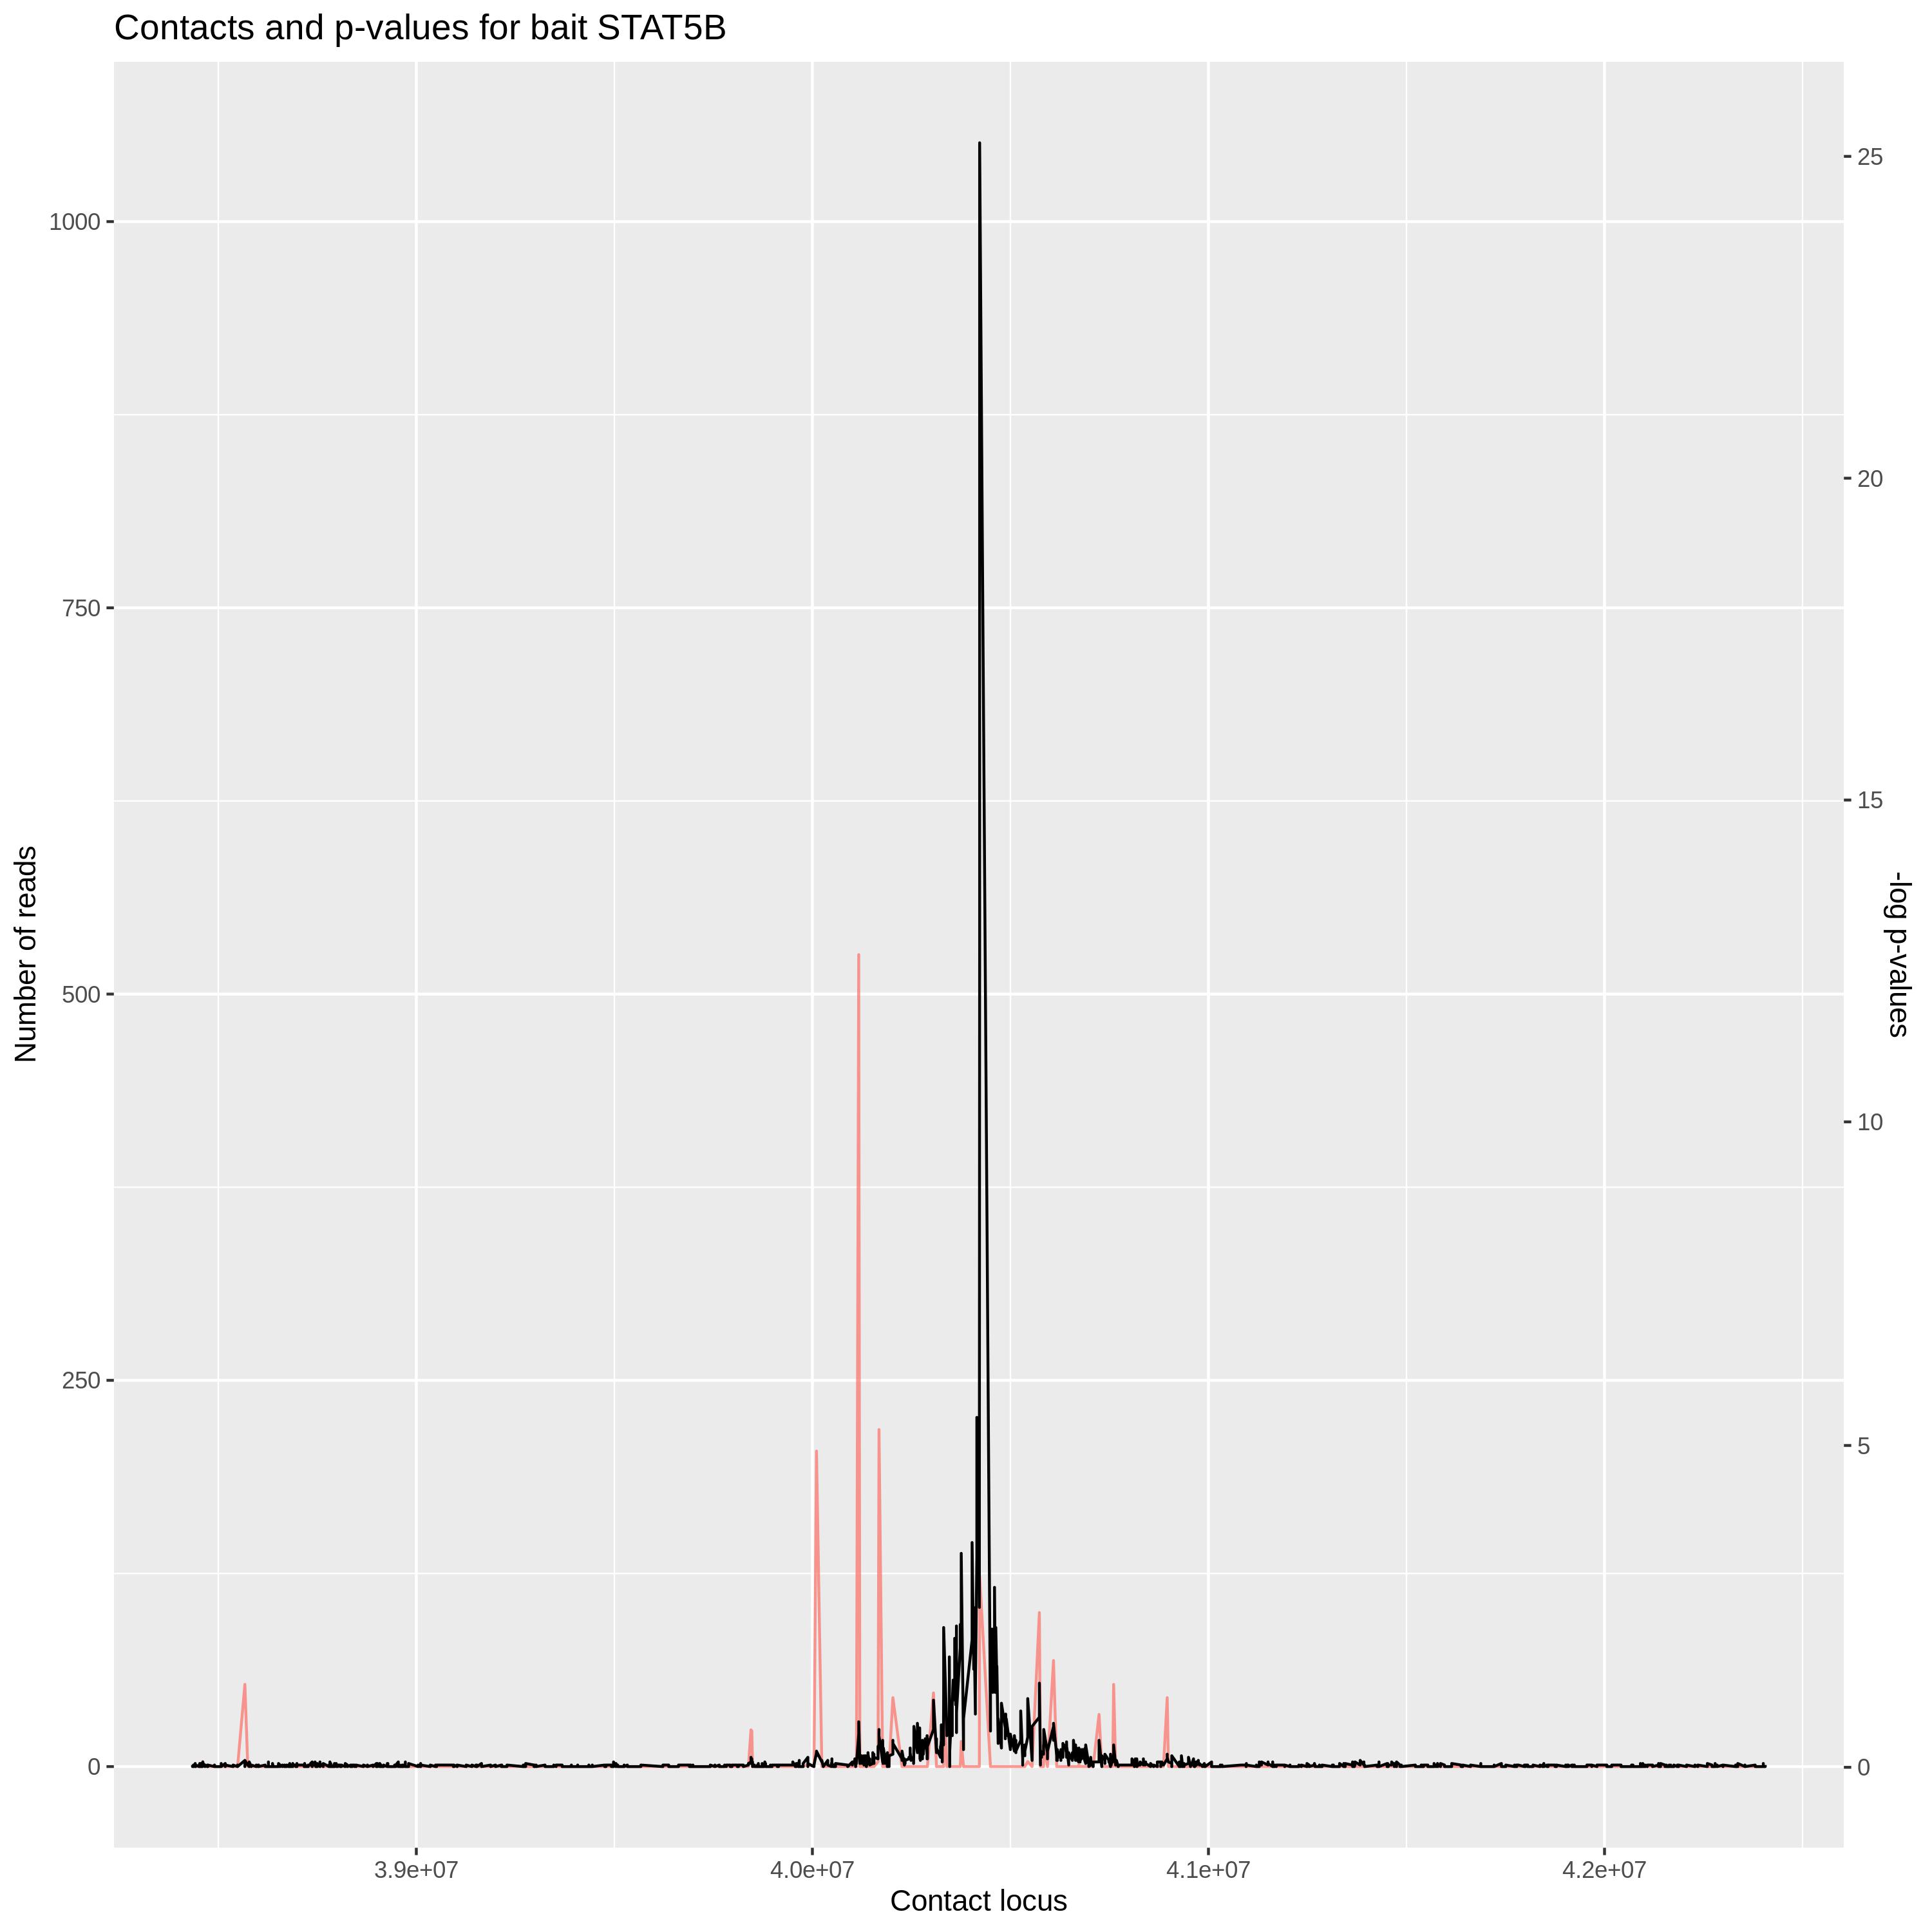 Contacts and p-values for bait STAT5B
1000
750
500
250
0
Number of reads
25
20
15
10
5
0
-log p-values
3.9e+07
4.0e+07
4.1e+07
4.2e+07
Contact locus